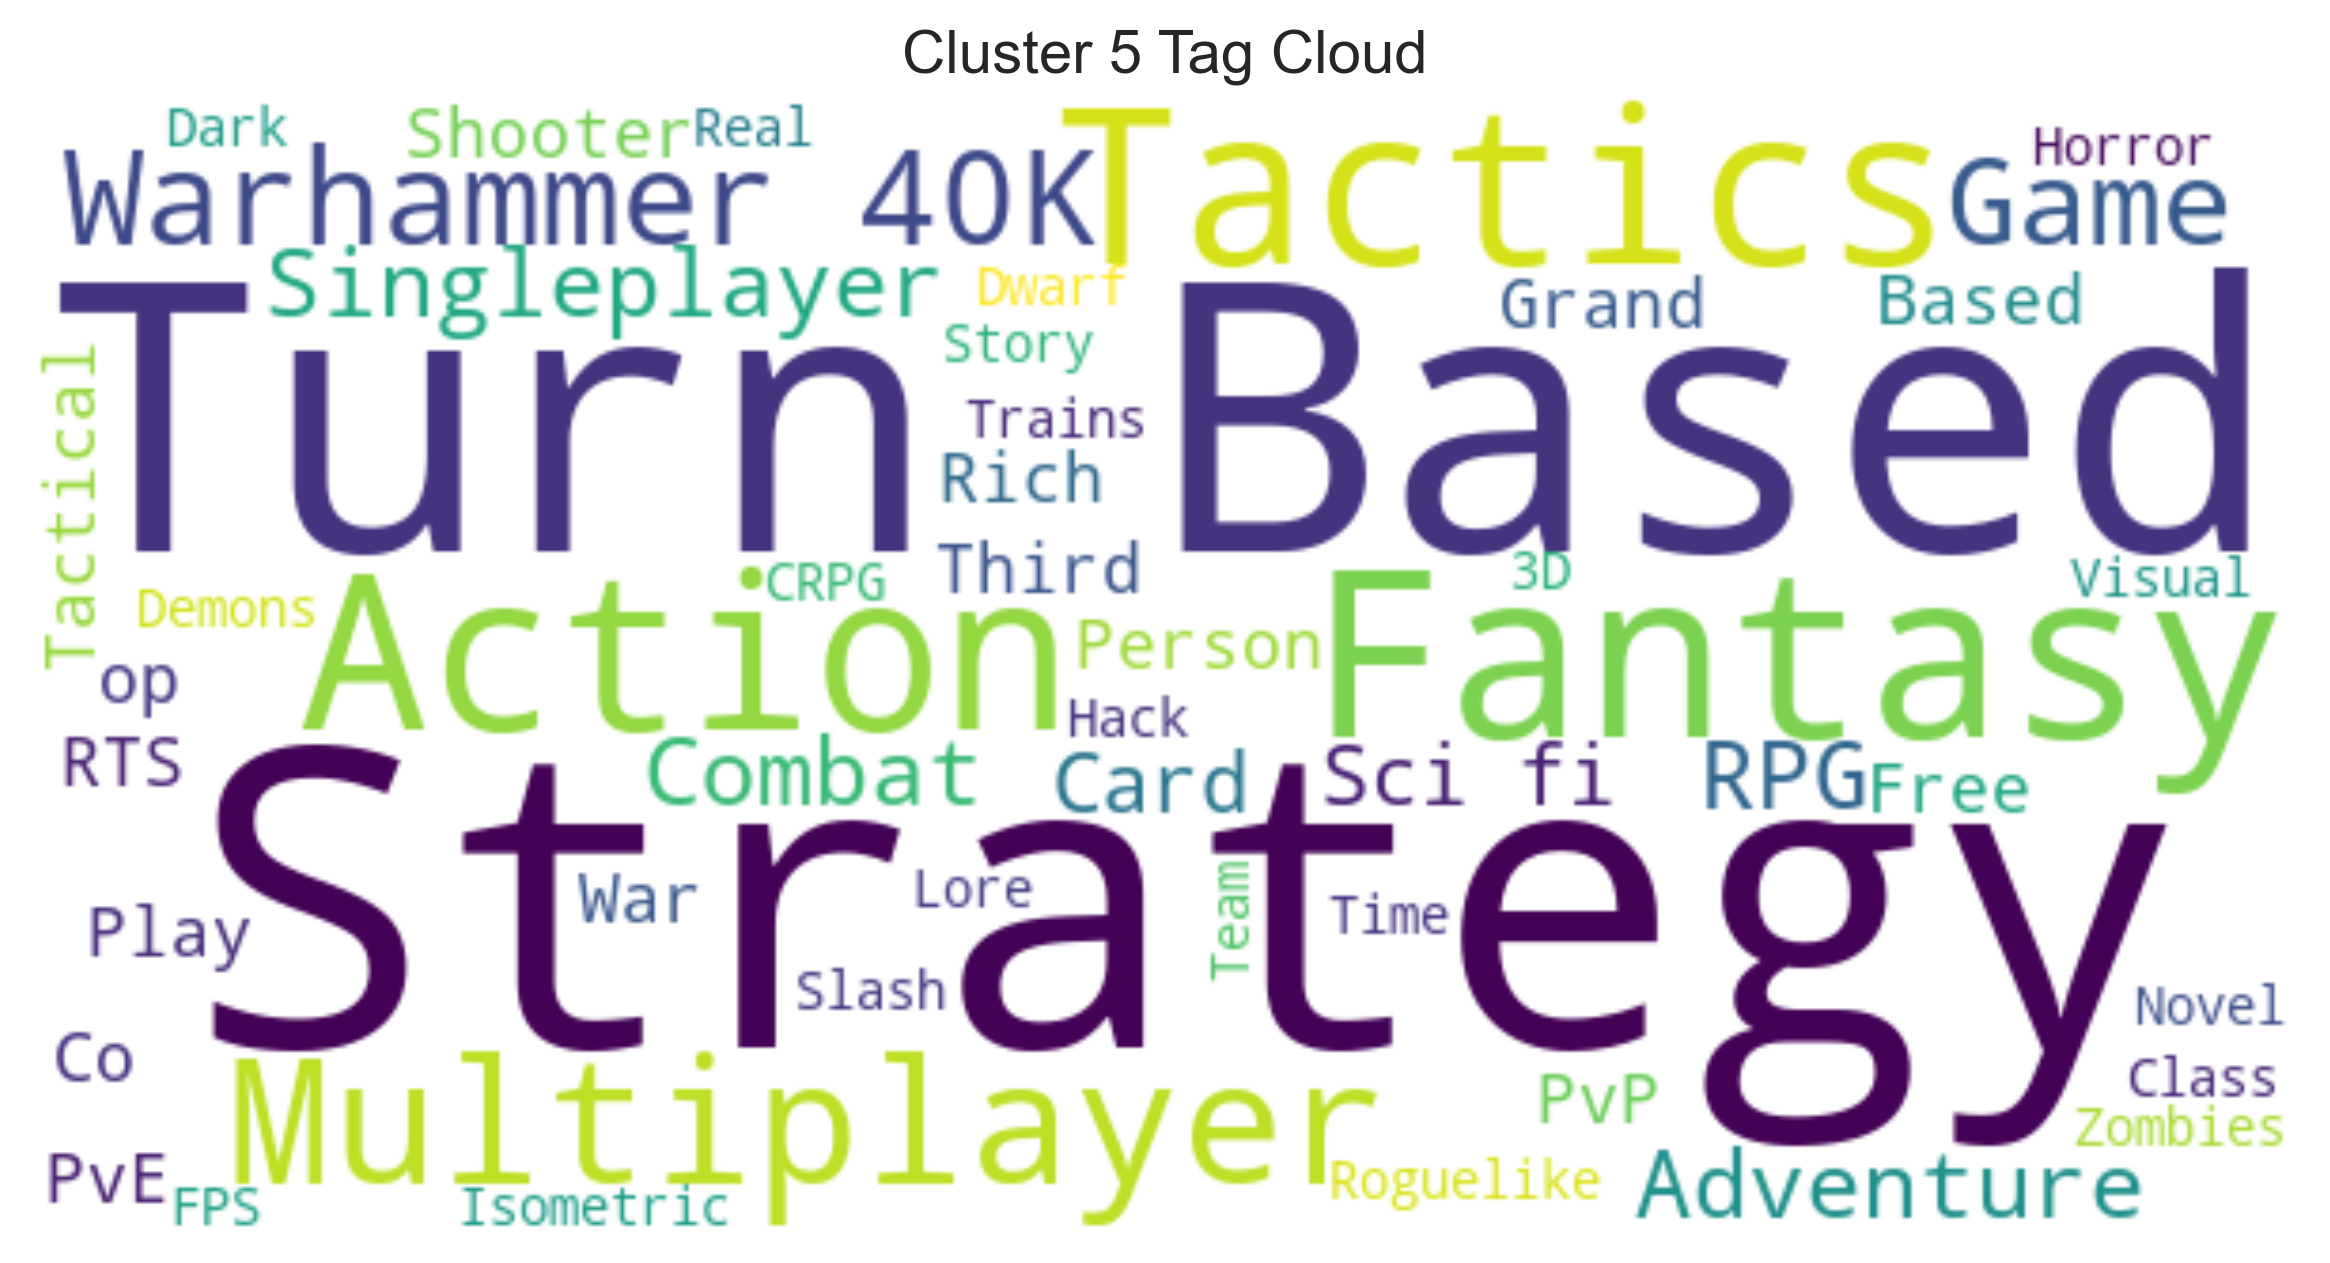 Cluster 5 Tag Cloud
Dark
Shooter
Real
Tactics
Horror
Warhammer 40K
Game
Singleplayer
Dwarf
Grand
Based
Turn Based
Story
Tactical
Trains
Rich
Third
3D
Visual
CRPG
Demons
Action
Person
Fantasy
op
Hack
RTS
Combat
Card
Sci fi
RPG
Free
Strategy
War
Lore
Team
Time
Play
Slash
Novel
Co
Class
Multiplayer
PvP
Zombies
PvE
FPS
Isometric
Roguelike
Adventure